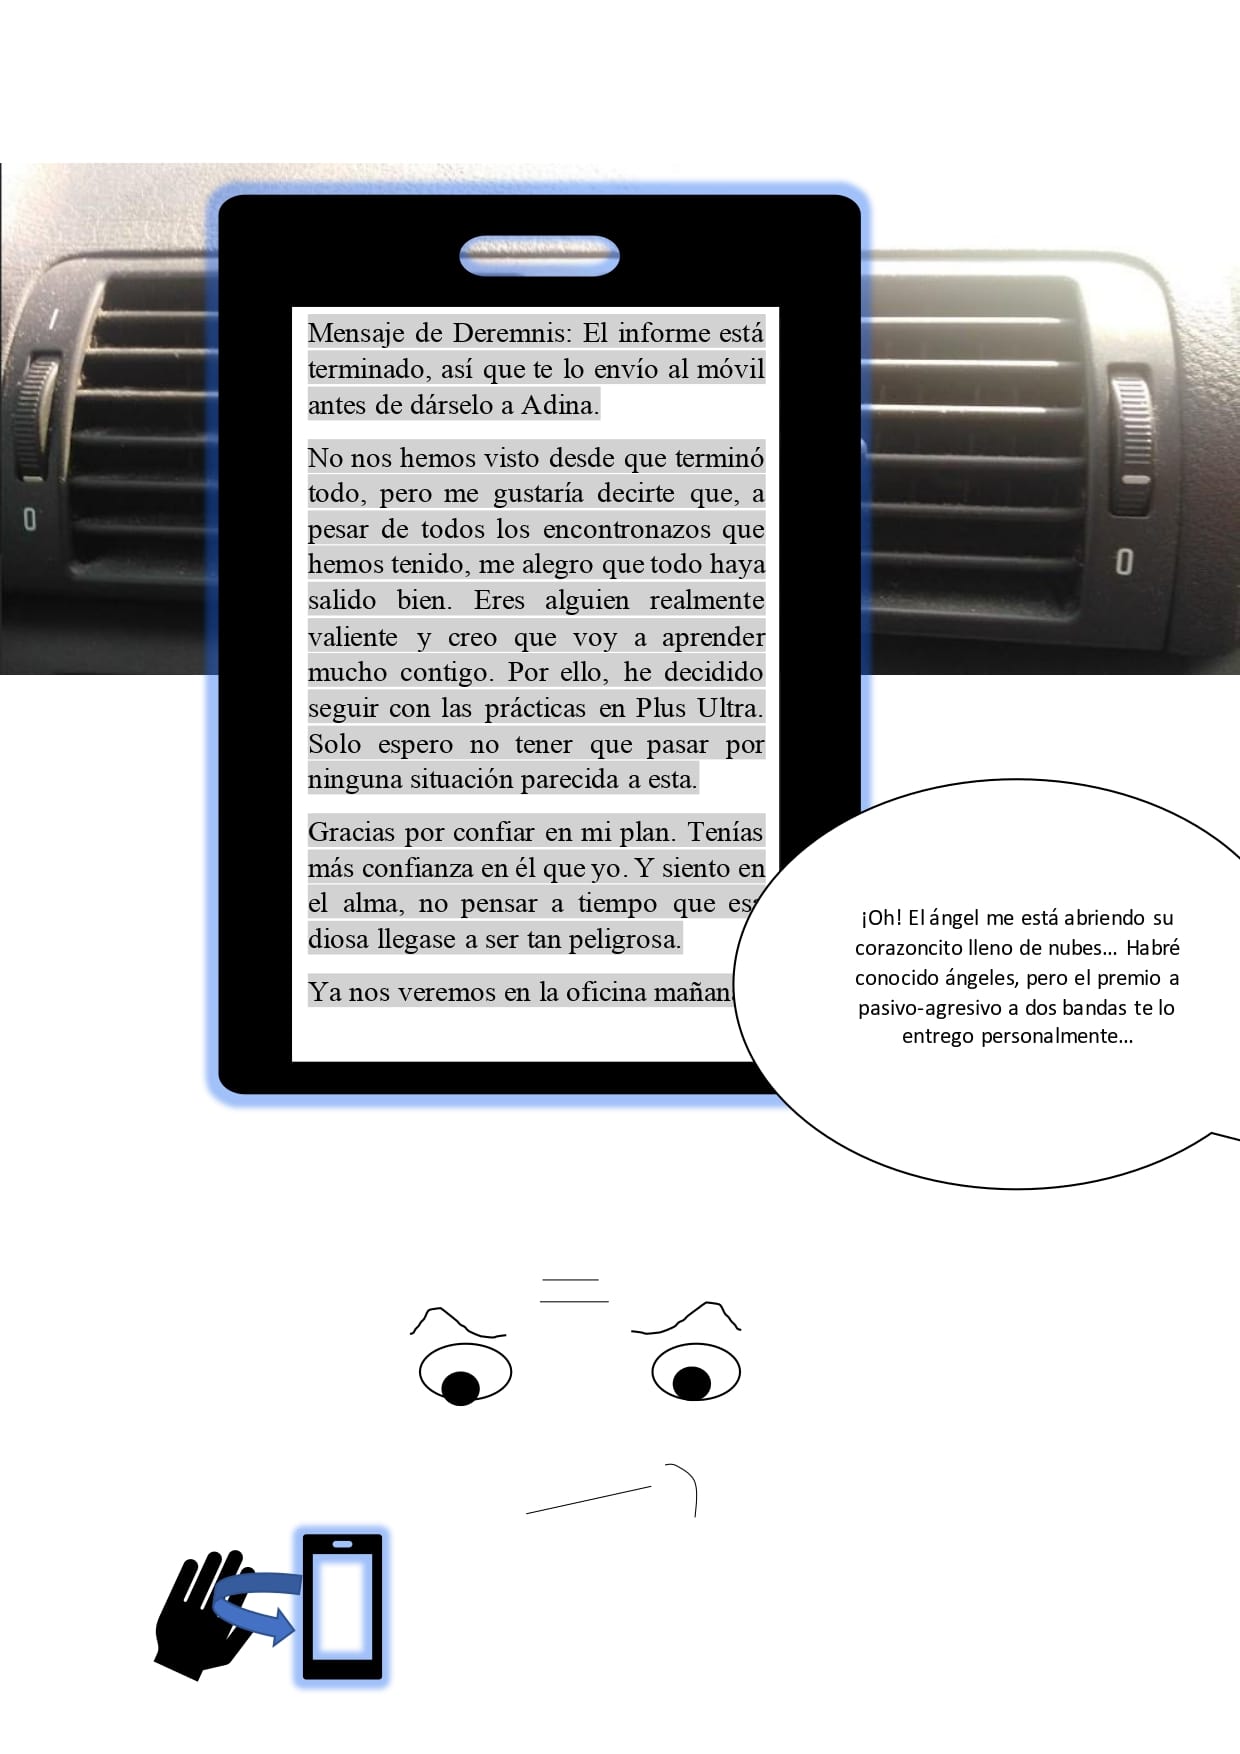 Mensaje de Deremnis: El informe está
terminado, así que te lo envío al móvil
antes de dárselo a Adina.
No nos hemos visto desde que terminó
todo, pero me gustaría decirte que, a
pesar de todos los encontronazos que
hemos tenido, me alegro que todo haya
salido bien. Eres alguien realmente
valiente y creo que voy a aprender
mucho contigo. Por ello, he decidido
seguir con las prácticas en Plus Ultra.
Solo espero no tener que pasar por
ninguna situación parecida a esta.
Gracias por confiar en mi plan. Tenías
más confianza en él que yo. Y siento en
el alma, no pensar a tiempo que esa
diosa llegase a ser tan peligrosa.
Ya nos veremos en la oficina mañan
¡Oh! El ángel me está abriendo su
corazoncito lleno de nubes... Habré
conocido ángeles, pero el premio a
pasivo-agresivo a dos bandas te lo
entrego personalmente...
0
0